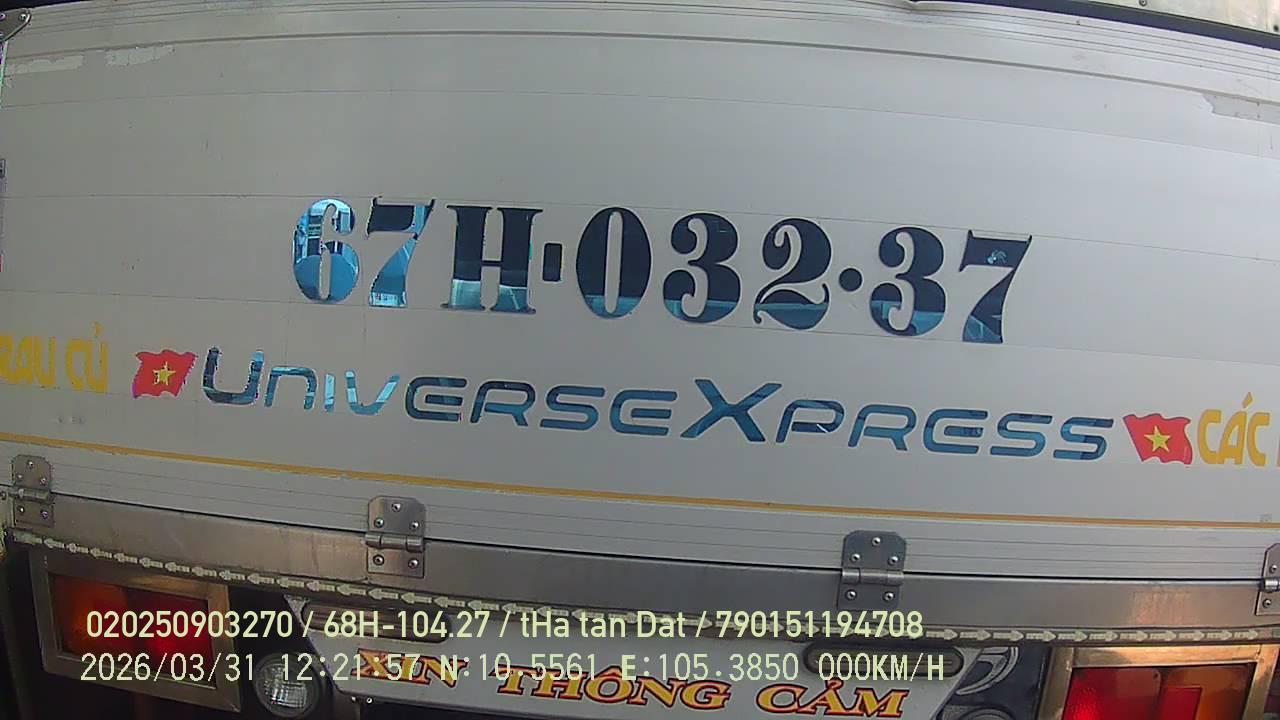 67H-032·37
RAU CỦ UNIVERSEXPRESS CÁC
020250903270 / 68H-104.27 / tHa tan Dat / 790151194708
2026/03/31 12:21:57 N:10.5561 E:105.3850 000KM/H
THÔNG CẢM